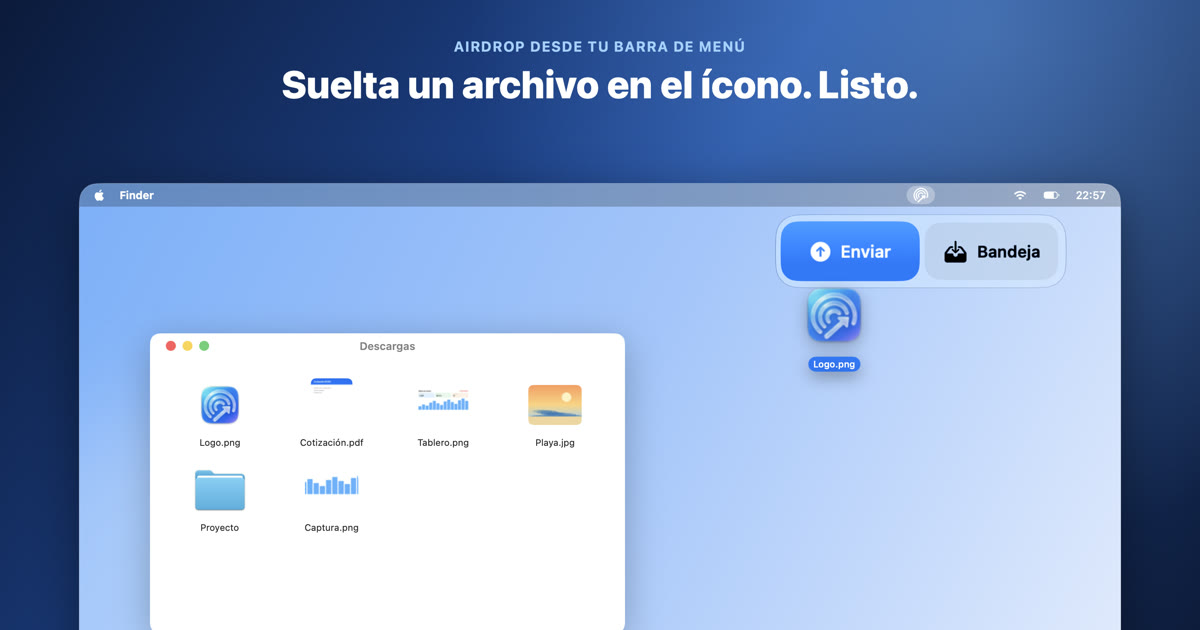 AIRDROP DESDE TU BARRA DE MENÚ
Suelta un archivo en el ícono. Listo.
Finder
22:57
Enviar
Bandeja
Logo.png
Descargas
Logo.png
Cotización.pdf
Tablero.png
Playa.jpg
Proyecto
Captura.png